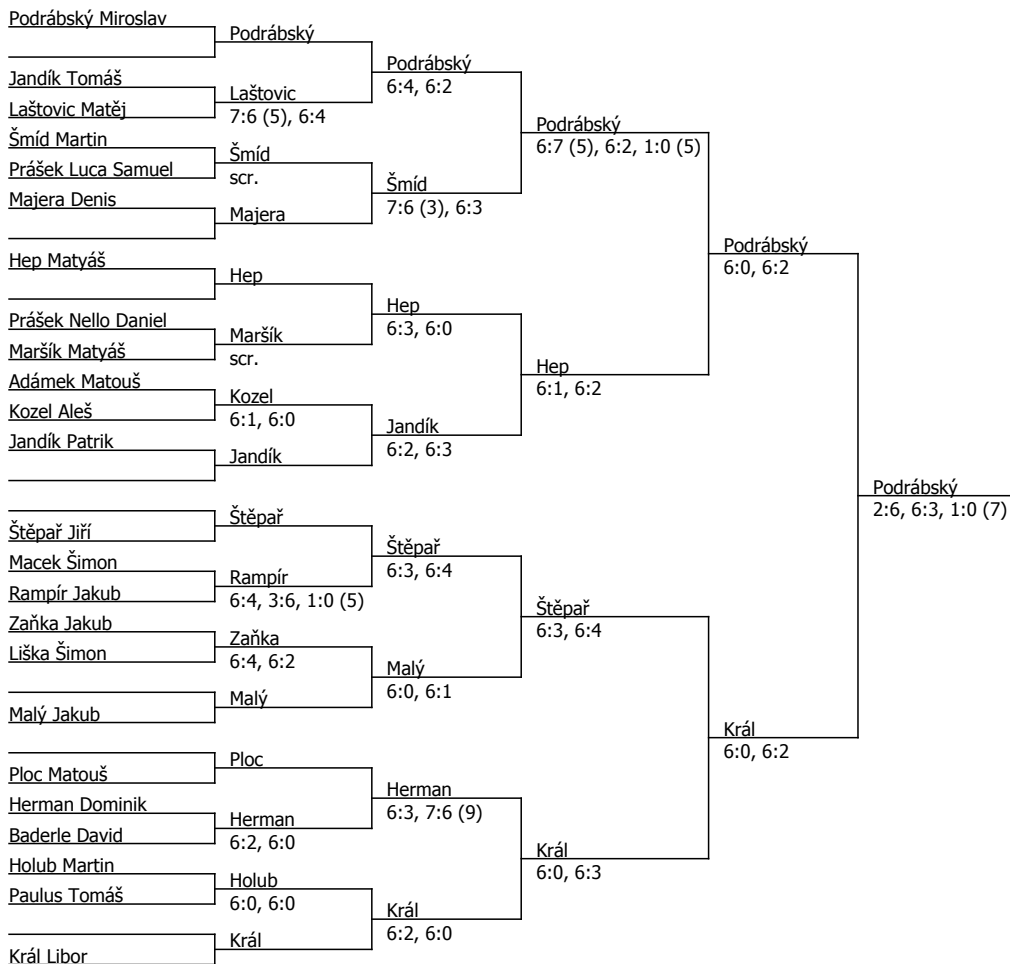 Podrábský Miroslav
Jandík Tomáš
Laštovic Matěj
Šmíd Martin
Prášek Luca Samuel
Majera Denis
Hep Matyáš
Prášek Nello Daniel
Maršík Matyáš
Adámek Matouš
Kozel Aleš
Jandík Patrik
Štěpař Jiří
Macek Šimon
Rampír Jakub
Zaňka Jakub
Liška Šimon
Malý Jakub
Ploc Matouš
Herman Dominik
Baderle David
Holub Martin
Paulus Tomáš
Král Libor
Podrábský
Laštovic
7:6 (5), 6:4
Šmíd
scr.
Majera
Hep
Maršík
scr.
Kozel
6:1, 6:0
Jandík
Štěpař
Rampír
6:4, 3:6, 1:0 (5)
Zaňka
6:4, 6:2
Malý
Ploc
Herman
6:2, 6:0
Holub
6:0, 6:0
Král
Podrábský
6:4, 6:2
Šmíd
7:6 (3), 6:3
Hep
6:3, 6:0
Jandík
6:2, 6:3
Štěpař
6:3, 6:4
Malý
6:0, 6:1
Herman
6:3, 7:6 (9)
Král
6:2, 6:0
Podrábský
6:7 (5), 6:2, 1:0 (5)
Hep
6:1, 6:2
Štěpař
6:3, 6:4
Král
6:0, 6:3
Podrábský
6:0, 6:2
Král
6:0, 6:2
Podrábský
2:6, 6:3, 1:0 (7)